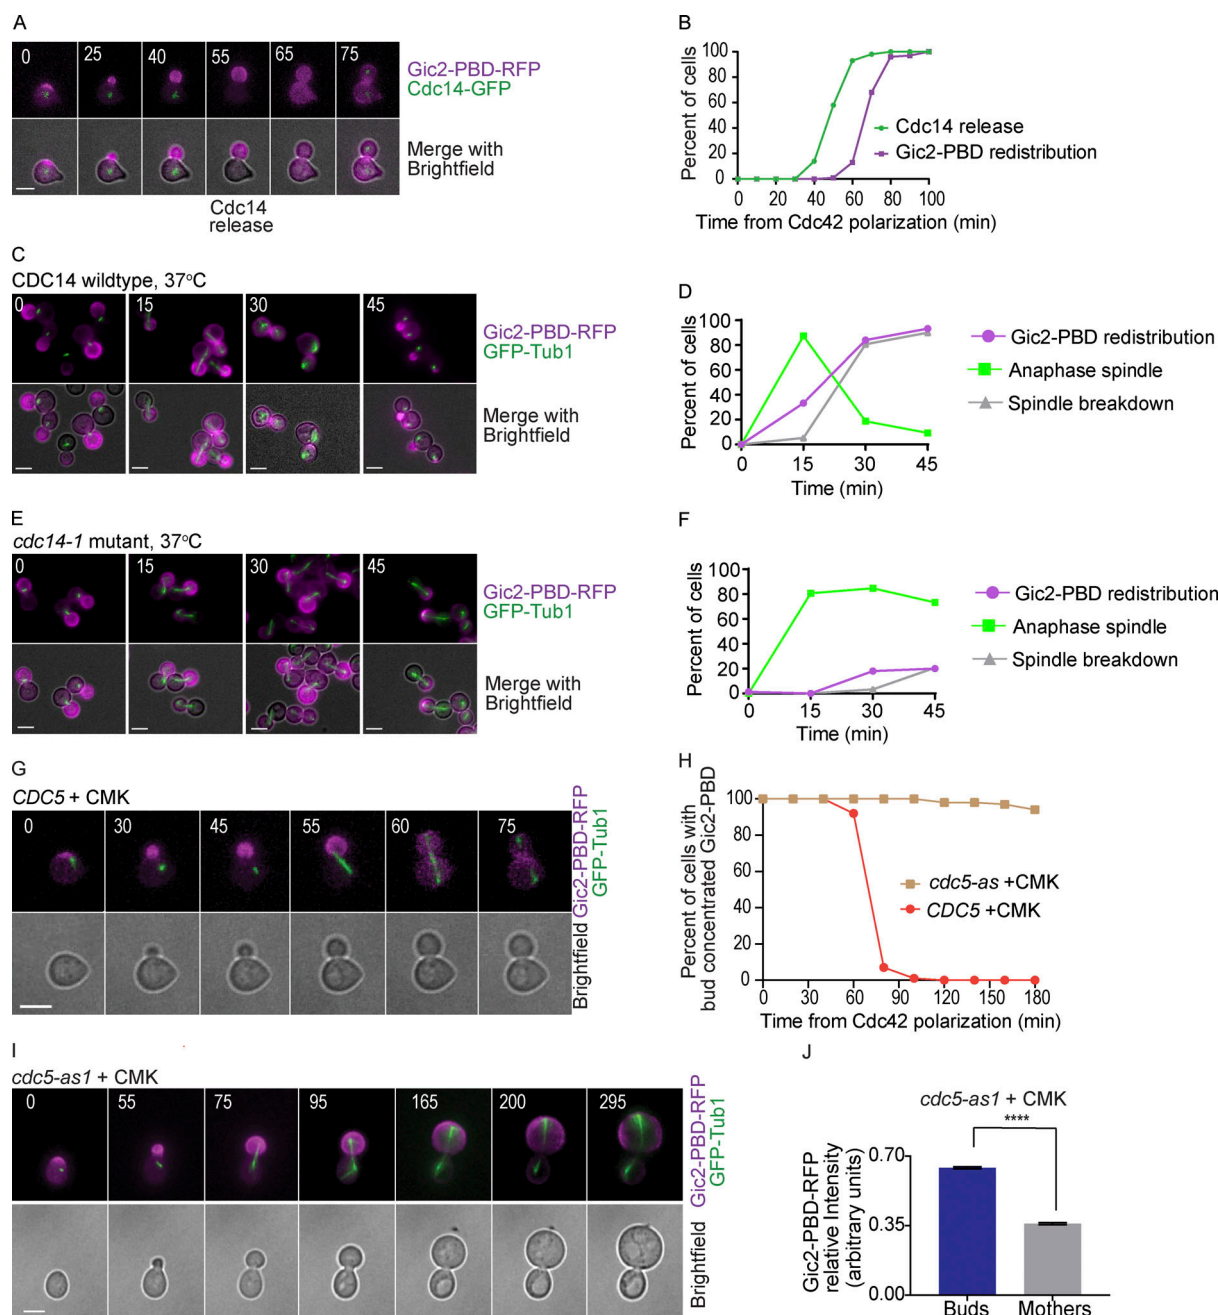 A
0 25 40 55 65 75
Gic2-PBD-RFP
Cdc14-GFP
Merge with
Brightfield
Cdc14
release
B
Percent of cells
100
80
60
40
20
0
0 20 40 60 80 100
Time from Cdc42 polarization (min)
Cdc14 release
Gic2-PBD redistribution
C
CDC14 wildtype, 37°C
0 15 30 45
Gic2-PBD-RFP
GFP-Tub1
Merge with
Brightfield
D
Percent of cells
100
80
60
40
20
0
0 15 30 45
Time (min)
Gic2-PBD redistribution
Anaphase spindle
Spindle breakdown
E
cdc14-1 mutant, 37°C
0 15 30 45
Gic2-PBD-RFP
GFP-Tub1
Merge with
Brightfield
F
Percent of cells
100
80
60
40
20
0
0 15 30 45
Time (min)
Gic2-PBD redistribution
Anaphase spindle
Spindle breakdown
G
CDC5 + CMK
0 30 45 55 60 75
Gic2-PBD-RFP
GFP-Tub1
Brightfield
H
Percent of cells with
bud concentrated Gic2-PBD
100
80
60
40
20
0
0 30 60 90 120 150 180
Time from Cdc42 polarization (min)
cdc5-as +CMK
CDC5 +CMK
I
cdc5-as1 + CMK
0 55 75 95 165 200 295
Gic2-PBD-RFP
GFP-Tub1
Brightfield
J
cdc5-as1 + CMK
****
Gic2-PBD-RFP
relative Intensity
(arbitrary units)
0.70
0.35
0.00
Buds Mothers